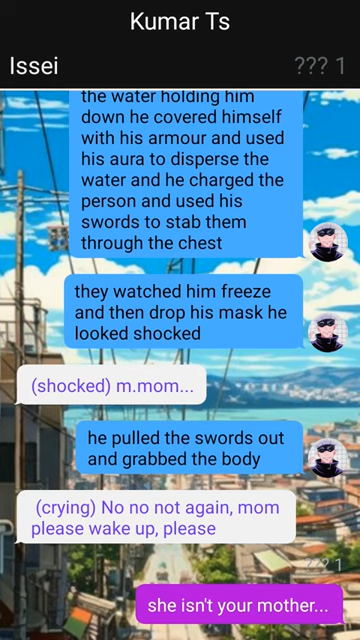 Kumar Ts
Issei ??? 1
the water holding him
down he covered himself
with his armour and used
his aura to disperse the
water and he charged the
person and used his
swords to stab them
through the chest
they watched him freeze
and then drop his mask he
looked shocked
(shocked) m.mom...
he pulled the swords out
and grabbed the body
(crying) No no not again, mom
please wake up, please
??? 1
she isn't your mother...